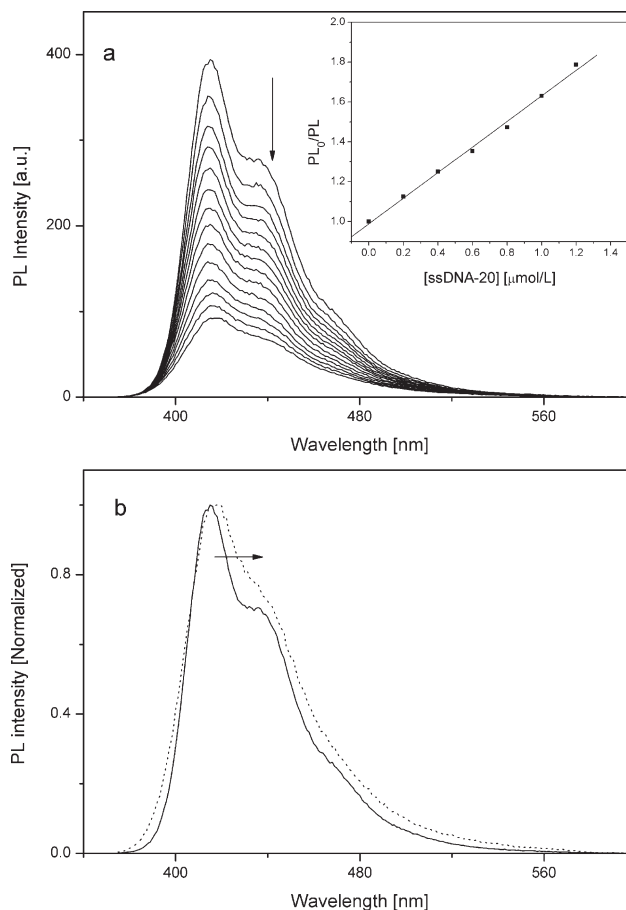 a
400
200
0
PL Intensity [a.u.]
400
480
560
Wavelength [nm]
2.0
1.8
1.6
1.4
1.2
1.0
PL0/PL
0.0 0.2 0.4 0.6 0.8 1.0 1.2 1.4
[ssDNA-20] [μmol/L]
b
0.8
0.4
0.0
PL intensity [Normalized]
400
480
560
Wavelength [nm]